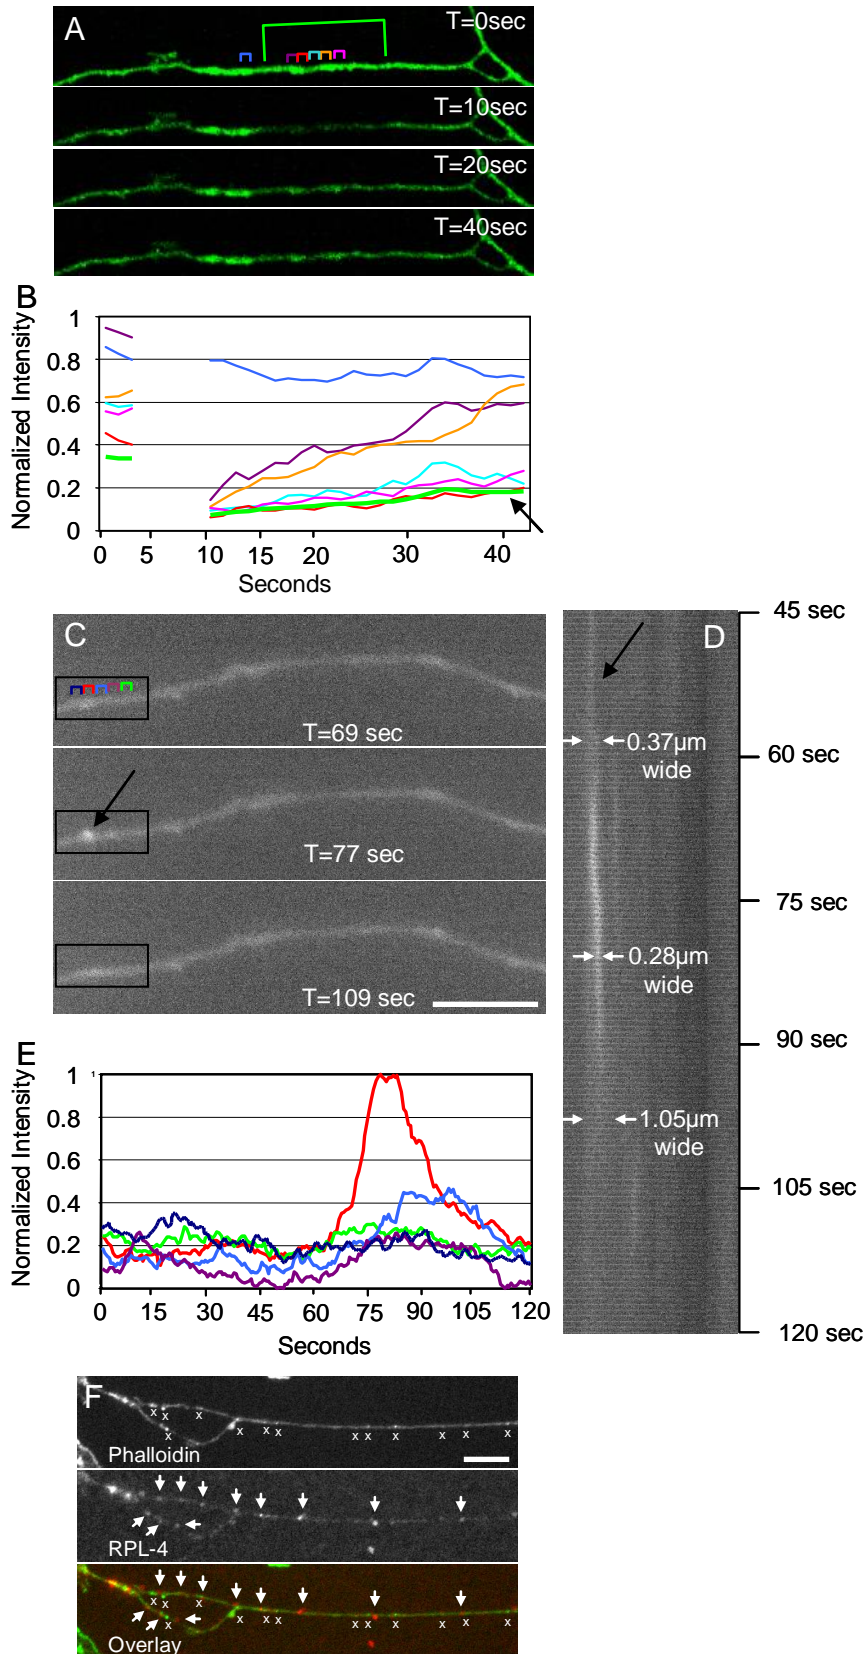 A
T=0sec
T=10sec
T=20sec
T=40sec
B
Normalized Intensity
1
0.8
0.6
0.4
0.2
0
0 5 10 15 20 30 40
Seconds
C
T=69 sec
T=77 sec
T=109 sec
D
45 sec
0.37µm
wide
60 sec
75 sec
0.28µm
wide
90 sec
1.05µm
wide
105 sec
120 sec
E
Normalized Intensity
1 1
0.8
0.6
0.4
0.2
0
0 15 30 45 60 75 90 105 120
Seconds
F
x x x x x x x x x x x x x
Phalloidin
RPL-4
x x x x x x x x x x x x x
Overlay